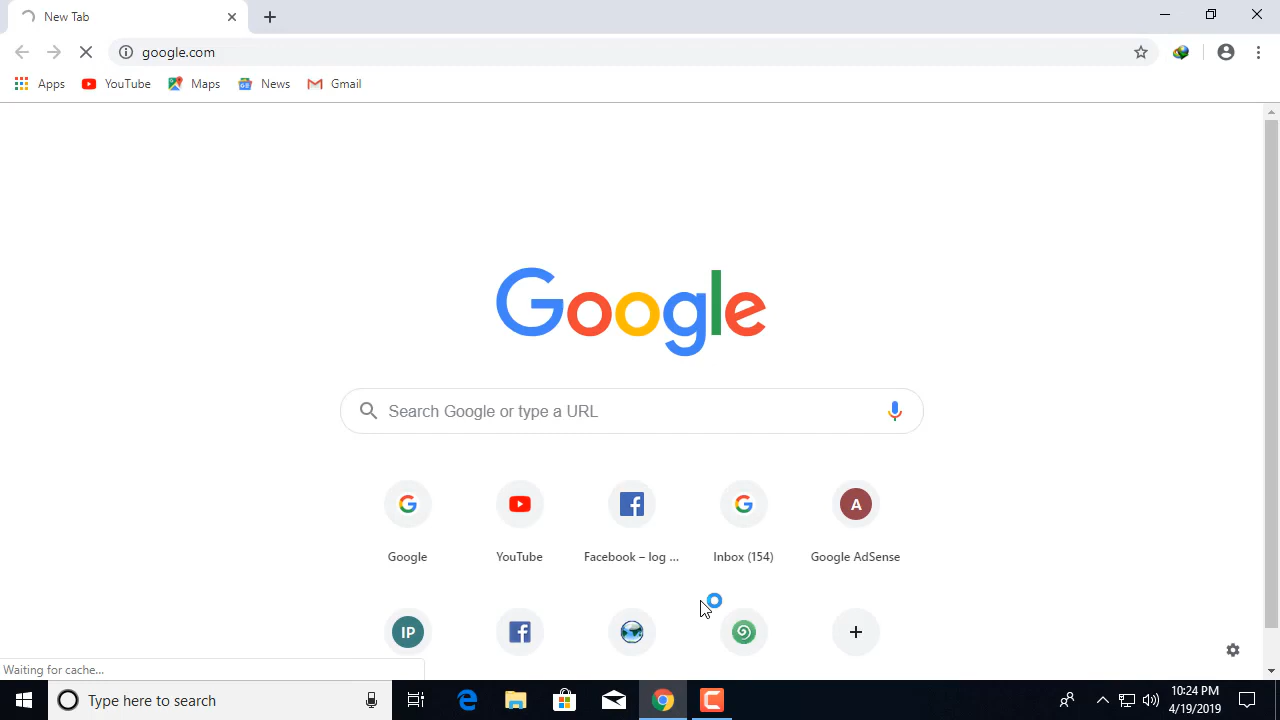 New Tab
google.com
Apps
YouTube
Maps
News
Gmail
Google
Search Google or type a URL
Google
YouTube
Facebook – log ...
Inbox (154)
A
Google AdSense
IP
Waiting for cache...
Type here to search
10:24 PM
4/19/2019